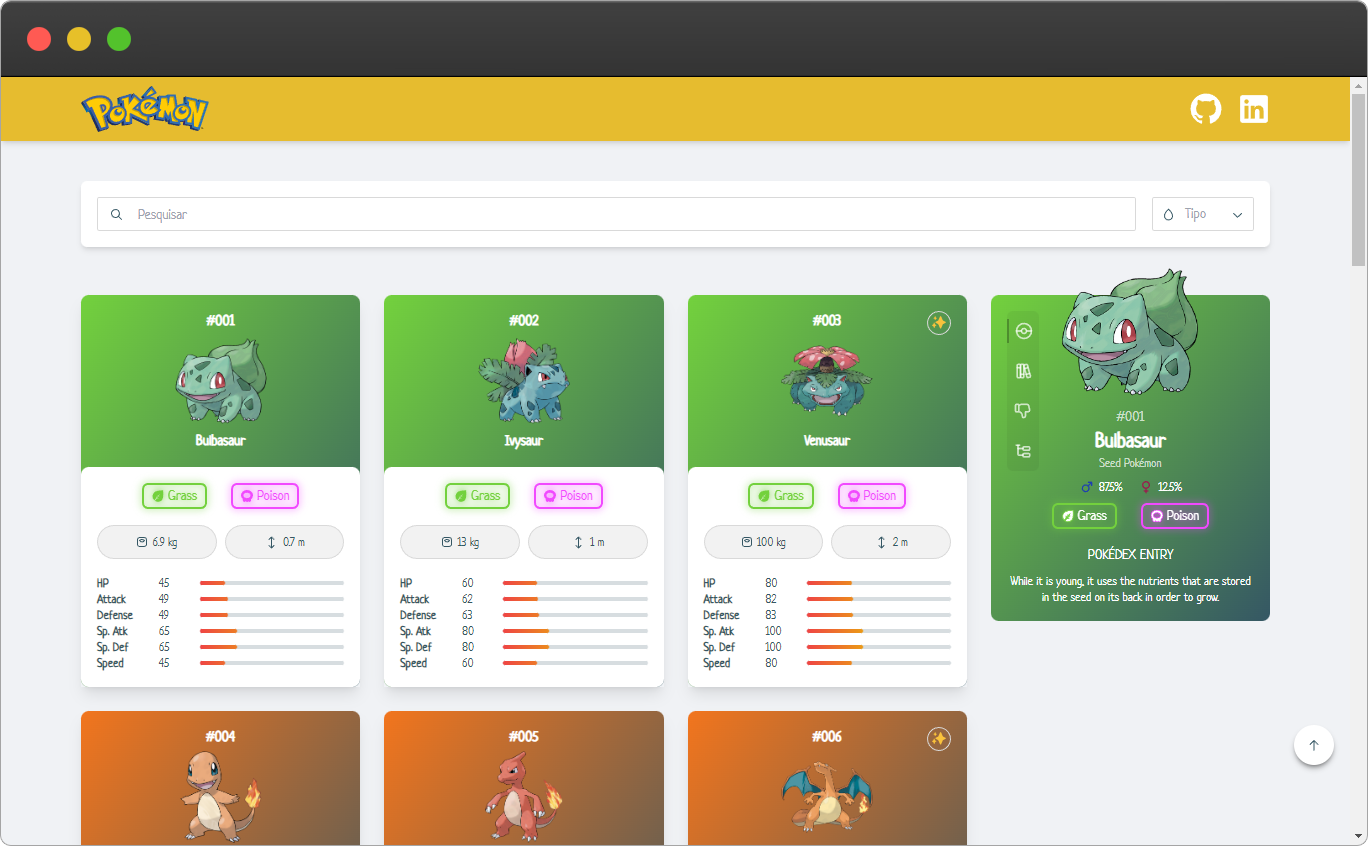 POKéMON
in
Pesquisar
Tipo
#001
Bulbasaur
Grass
Poison
6.9 kg
0.7 m
HP 45
Attack 49
Defense 49
Sp. Atk 65
Sp. Def 65
Speed 45
#002
Ivysaur
Grass
Poison
13 kg
1 m
HP 60
Attack 62
Defense 63
Sp. Atk 80
Sp. Def 80
Speed 60
#003
Venusaur
Grass
Poison
100 kg
2 m
HP 80
Attack 82
Defense 83
Sp. Atk 100
Sp. Def 100
Speed 80
#001
Bulbasaur
Seed Pokémon
87.5% 12.5%
Grass
Poison
POKÉDEX ENTRY
While it is young, it uses the nutrients that are stored
in the seed on its back in order to grow.
#004
#005
#006